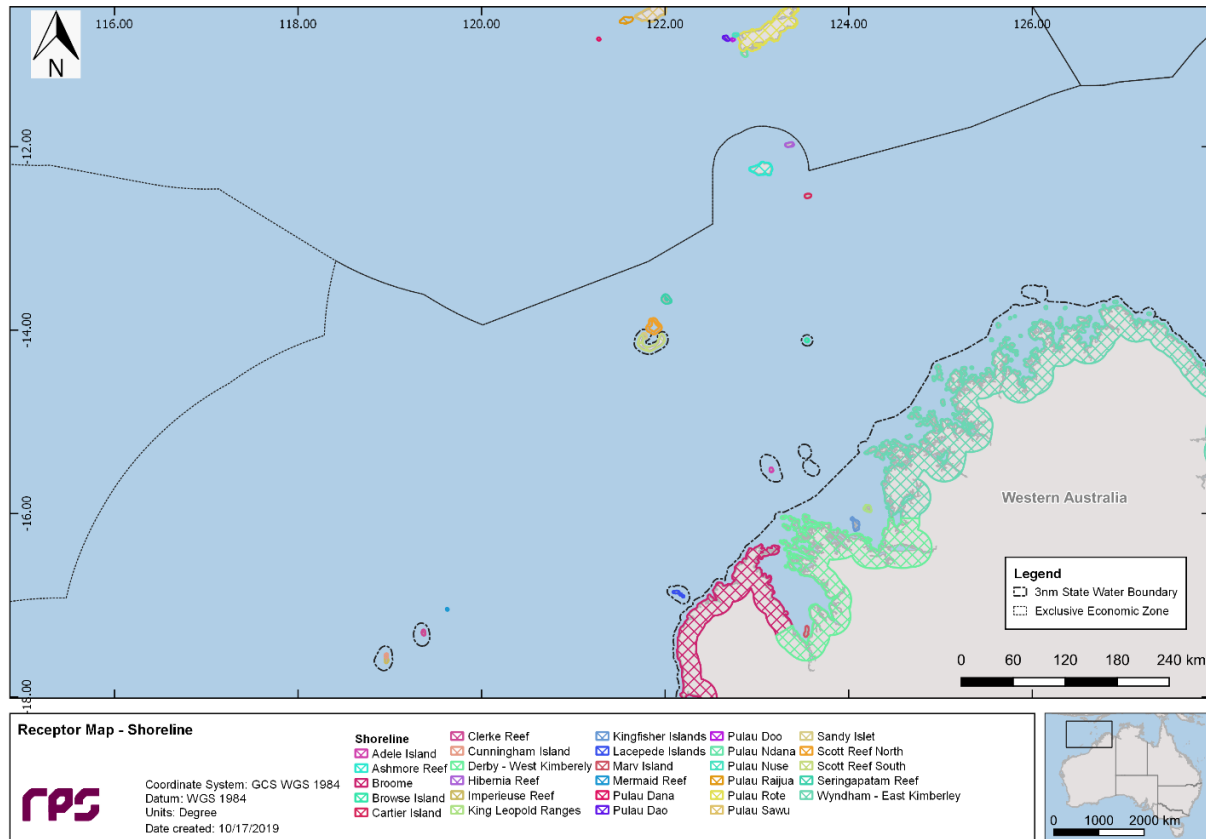 116.00 118.00 120.00 122.00 124.00 126.00
N
-12.00
-14.00
-16.00
-18.00
Western Australia
Legend
3nm State Water Boundary
Exclusive Economic Zone
0 60 120 180 240 km
Receptor Map - Shoreline
rps
Coordinate System: GCS WGS 1984
Datum: WGS 1984
Units: Degree
Date created: 10/17/2019
Shoreline
Adele Island
Ashmore Reef
Broome
Browse Island
Cartier Island
Clerke Reef
Cunningham Island
Derby - West Kimberely
Hibernia Reef
Imperieuse Reef
King Leopold Ranges
Kingfisher Islands
Lacepede Islands
Marv Island
Mermaid Reef
Pulau Dana
Pulau Dao
Pulau Doo
Pulau Ndana
Pulau Nuse
Pulau Raijua
Pulau Rote
Pulau Sawu
Sandy Islet
Scott Reef North
Scott Reef South
Seringapatam Reef
Wyndham - East Kimberley
0 1000 2000 km